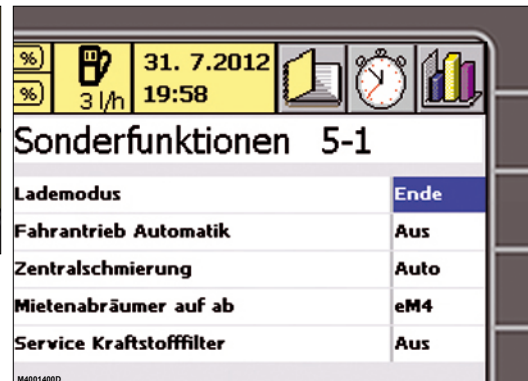 %
%
3 l/h
31. 7.2012
19:58
Sonderfunktionen 5-1
Lademodus Ende
Fahrantrieb Automatik Aus
Zentralschmierung Auto
Mietenabräumer auf ab eM4
Service Kraftstofffilter Aus
M4001400D